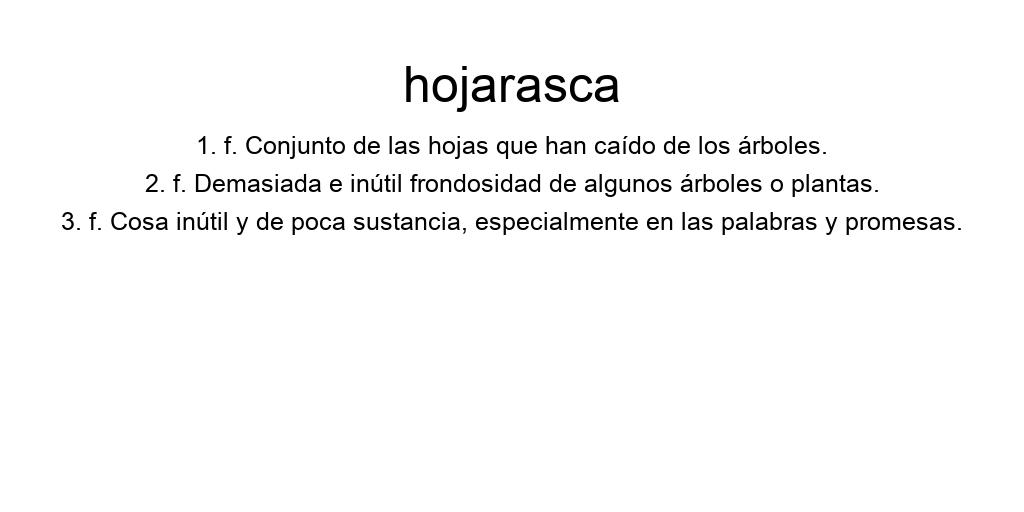 hojarasca
1. f. Conjunto de las hojas que han caído de los árboles.
2. f. Demasiada e inútil frondosidad de algunos árboles o plantas.
3. f. Cosa inútil y de poca sustancia, especialmente en las palabras y promesas.